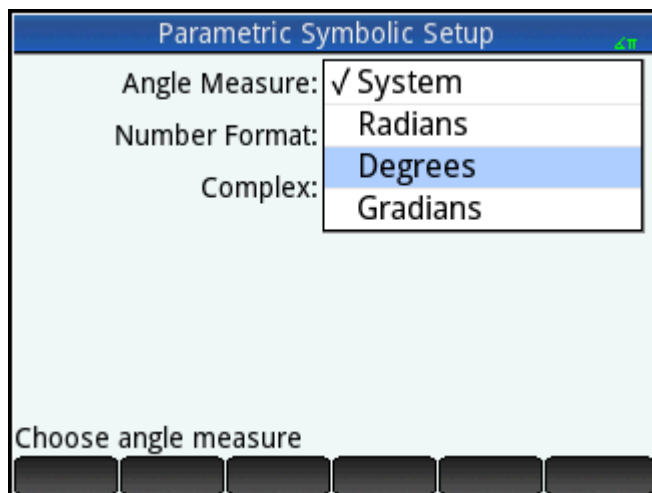 Parametric Symbolic Setup
∡π
Angle Measure: √ System
Radians
Number Format:
Degrees
Complex:
Gradians
Choose angle measure